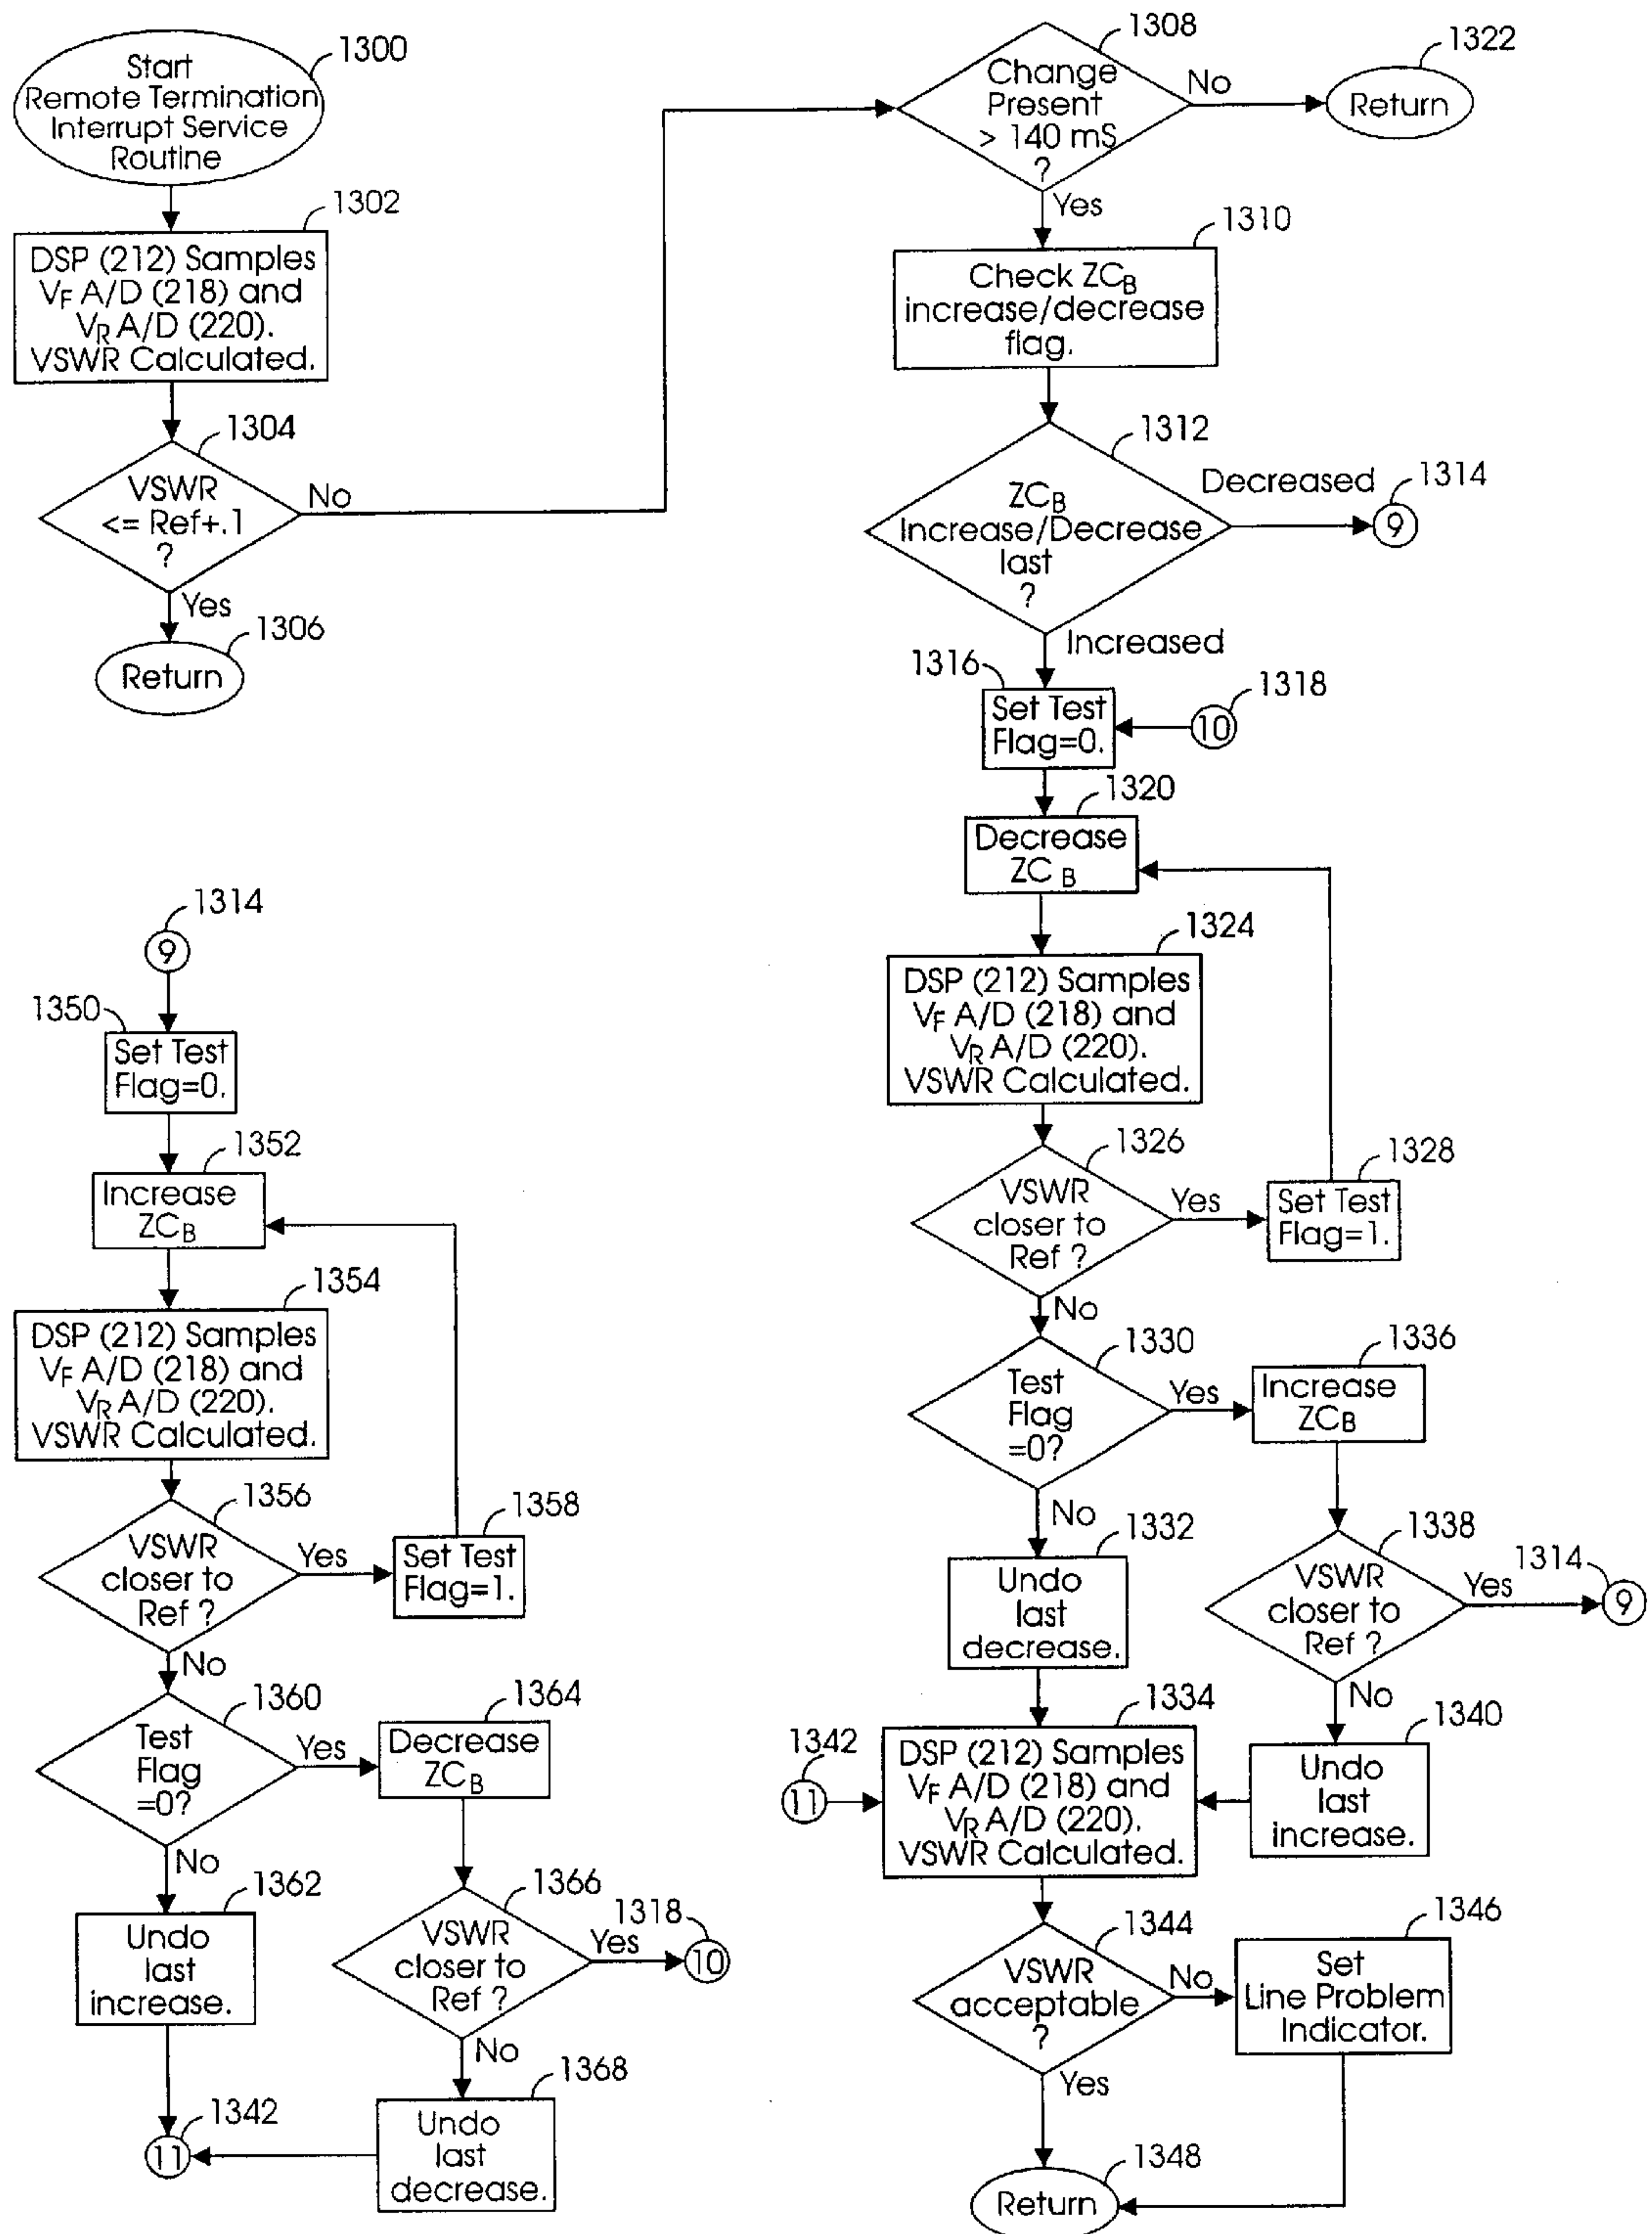 1300
Start
Remote Termination
Interrupt Service
Routine
1302
DSP (212) Samples
VF A/D (218) and
VR A/D (220).
VSWR Calculated.
1304
VSWR
<= Ref+.1
?
No
Yes
1306
Return
1308
Change
Present
> 140 mS
?
No
1322
Return
Yes
1310
Check ZCB
increase/decrease
flag.
1312
ZCB
Increase/Decrease
last
?
Decreased
1314
9
Increased
1316
Set Test
Flag=0.
1318
10
1320
Decrease
ZC B
1324
DSP (212) Samples
VF A/D (218) and
VR A/D (220).
VSWR Calculated.
1326
VSWR
closer to
Ref ?
Yes
1328
Set Test
Flag=1.
No
1330
Test
Flag
=0?
Yes
1336
Increase
ZCB
No
1332
Undo
last
decrease.
1338
VSWR
closer to
Ref ?
Yes
1314
9
No
1340
Undo
last
increase.
1334
DSP (212) Samples
VF A/D (218) and
VR A/D (220).
VSWR Calculated.
1342
11
1344
VSWR
acceptable
?
No
1346
Set
Line Problem
Indicator.
Yes
1348
Return
1314
9
1350
Set Test
Flag=0.
1352
Increase
ZCB
1354
DSP (212) Samples
VF A/D (218) and
VR A/D (220).
VSWR Calculated.
1356
VSWR
closer to
Ref ?
Yes
1358
Set Test
Flag=1.
No
1360
Test
Flag
=0?
Yes
1364
Decrease
ZCB
No
1362
Undo
last
increase.
1366
VSWR
closer to
Ref ?
Yes
1318
10
No
1368
Undo
last
decrease.
1342
11